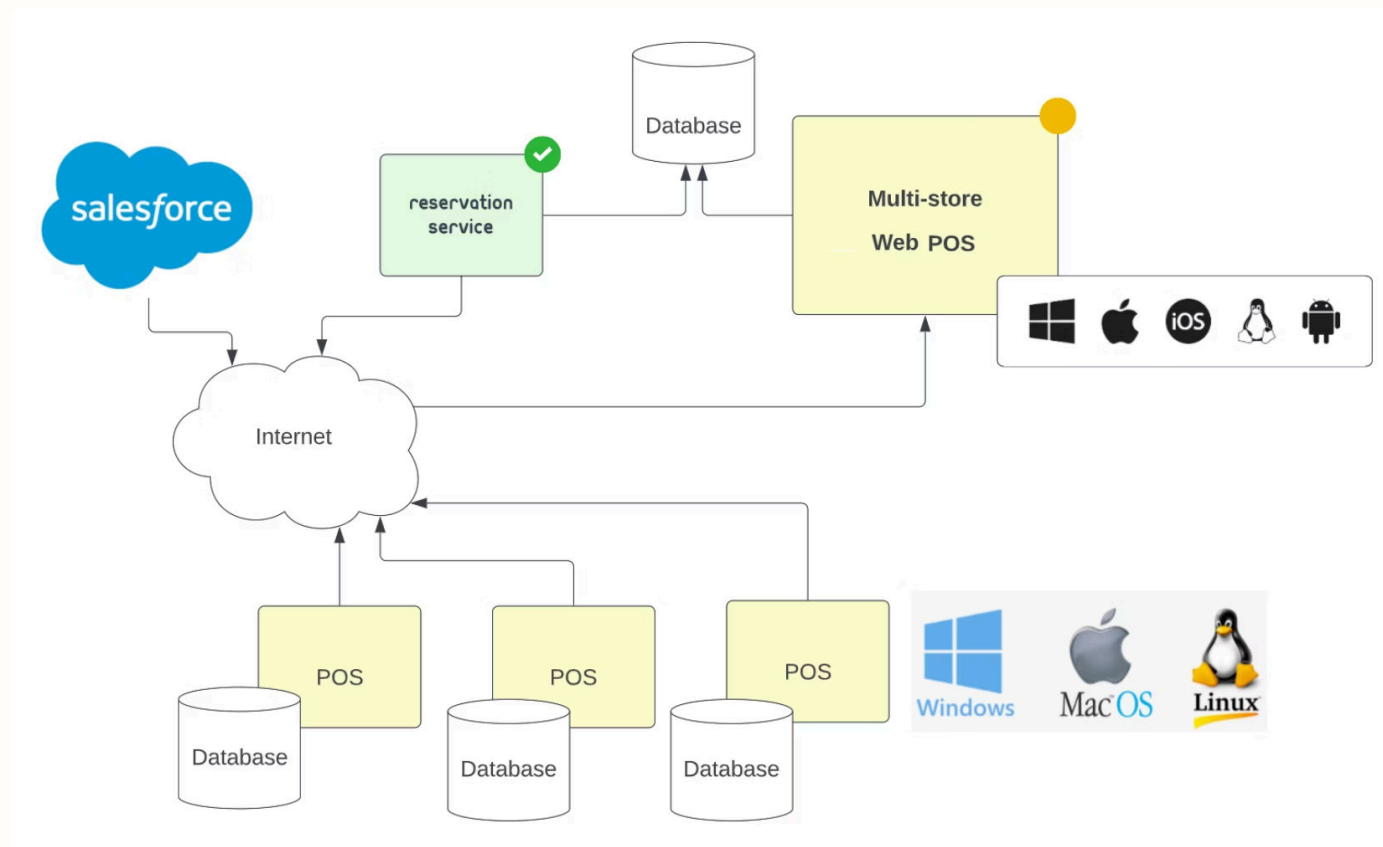 Database
salesforce
reservation
service
Multi-store
Web POS
iOS
Internet
POS
POS
POS
Windows
Mac OS
Linux
Database
Database
Database